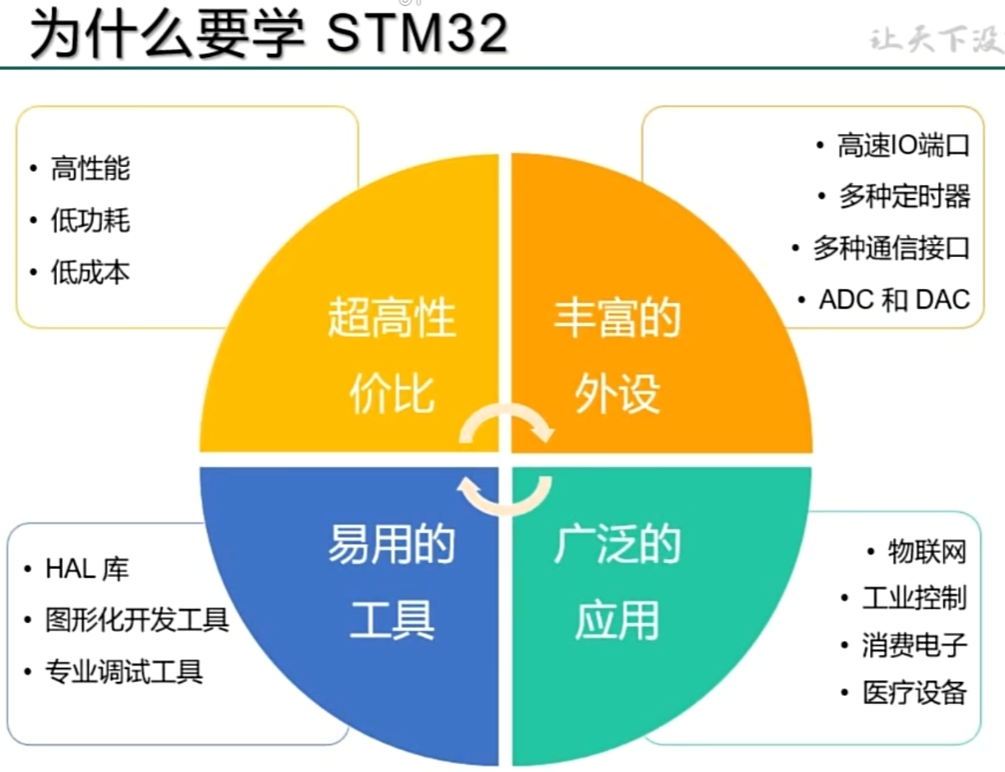 为什么要学 STM32
让天下没
• 高性能
• 低功耗
• 低成本
• 高速IO端口
• 多种定时器
• 多种通信接口
• ADC 和 DAC
超高性
价比
丰富的
外设
易用的
工具
广泛的
应用
• HAL 库
• 图形化开发工具
• 专业调试工具
• 物联网
• 工业控制
• 消费电子
• 医疗设备